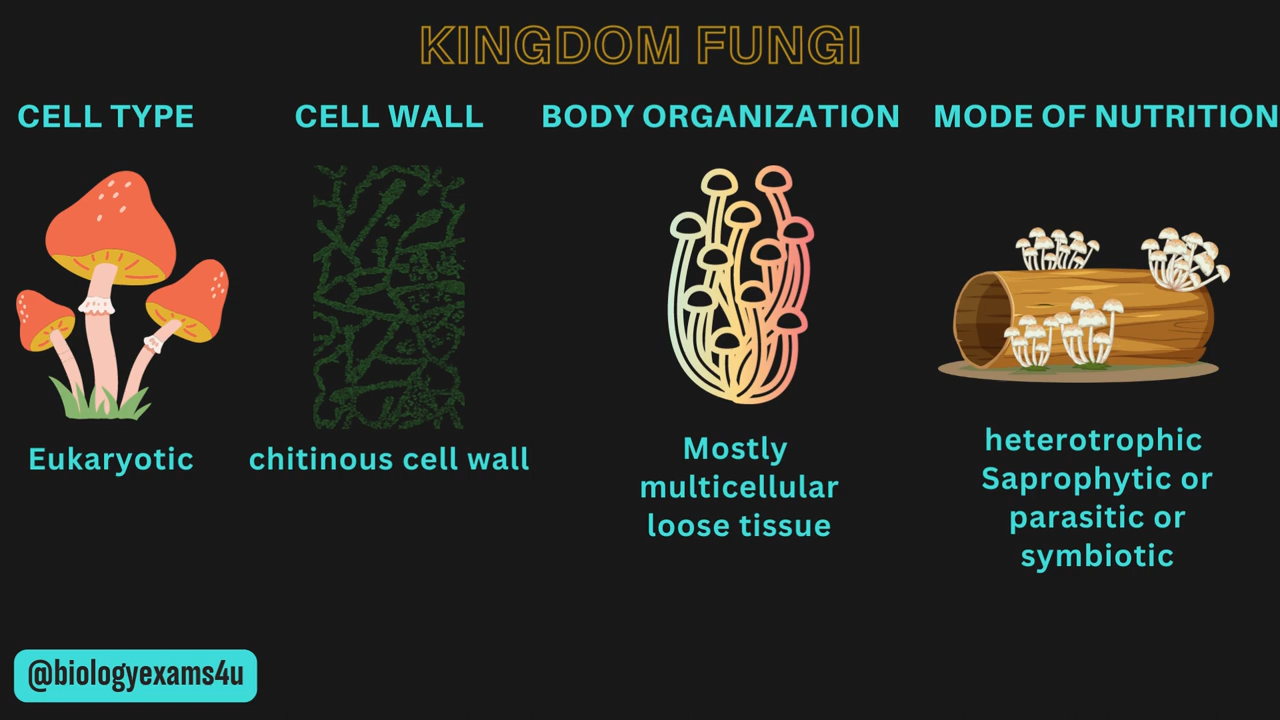 KINGDOM FUNGI
CELL TYPE
CELL WALL
BODY ORGANIZATION
MODE OF NUTRITION
Eukaryotic
chitinous cell wall
Mostly
multicellular
loose tissue
heterotrophic
Saprophytic or
parasitic or
symbiotic
@biologyexams4u